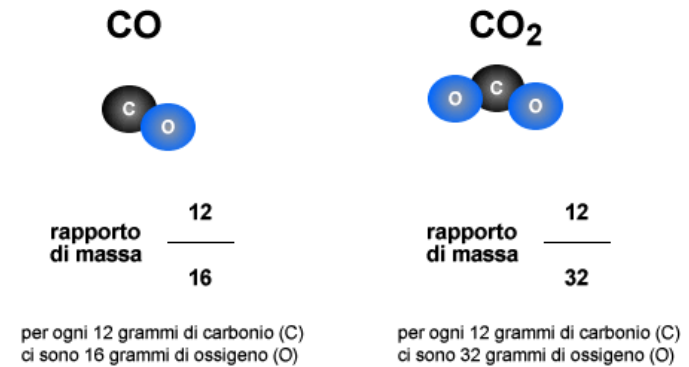 CO
C
O
rapporto
di massa
12
16
per ogni 12 grammi di carbonio (C)
ci sono 16 grammi di ossigeno (O)
CO₂
O
C
O
rapporto
di massa
12
32
per ogni 12 grammi di carbonio (C)
ci sono 32 grammi di ossigeno (O)